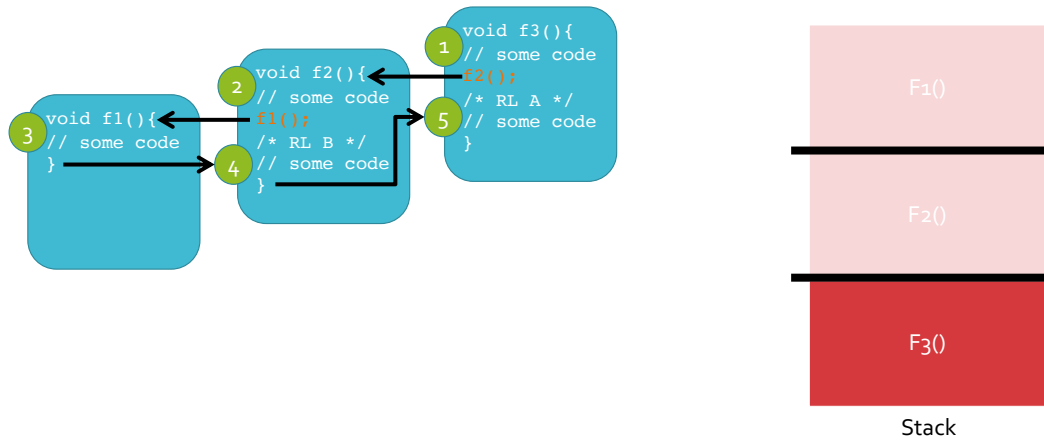 3
void f1(){
// some code
}
2
void f2(){
// some code
f1();
/* RL B */
4
// some code
}
1
void f3(){
// some code
f2();
/* RL A */
5
// some code
}
F1()
F2()
F3()
Stack